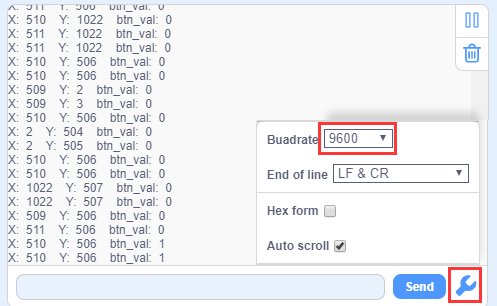 X: 511 Y: 506 btn_val: 0
X: 510 Y: 1022 btn_val: 0
X: 511 Y: 1022 btn_val: 0
X: 511 Y: 1022 btn_val: 0
X: 510 Y: 506 btn_val: 0
X: 510 Y: 506 btn_val: 0
X: 509 Y: 2 btn_val: 0
X: 509 Y: 3 btn_val: 0
X: 510 Y: 506 btn_val: 0
X: 2 Y: 504 btn_val: 0
X: 2 Y: 505 btn_val: 0
X: 510 Y: 506 btn_val: 0
X: 510 Y: 506 btn_val: 0
X: 1022 Y: 507 btn_val: 0
X: 1022 Y: 507 btn_val: 0
X: 509 Y: 506 btn_val: 0
X: 511 Y: 506 btn_val: 0
X: 510 Y: 506 btn_val: 1
X: 510 Y: 506 btn_val: 1
Buadrate 9600
End of line LF & CR
Hex form
Auto scroll
Send